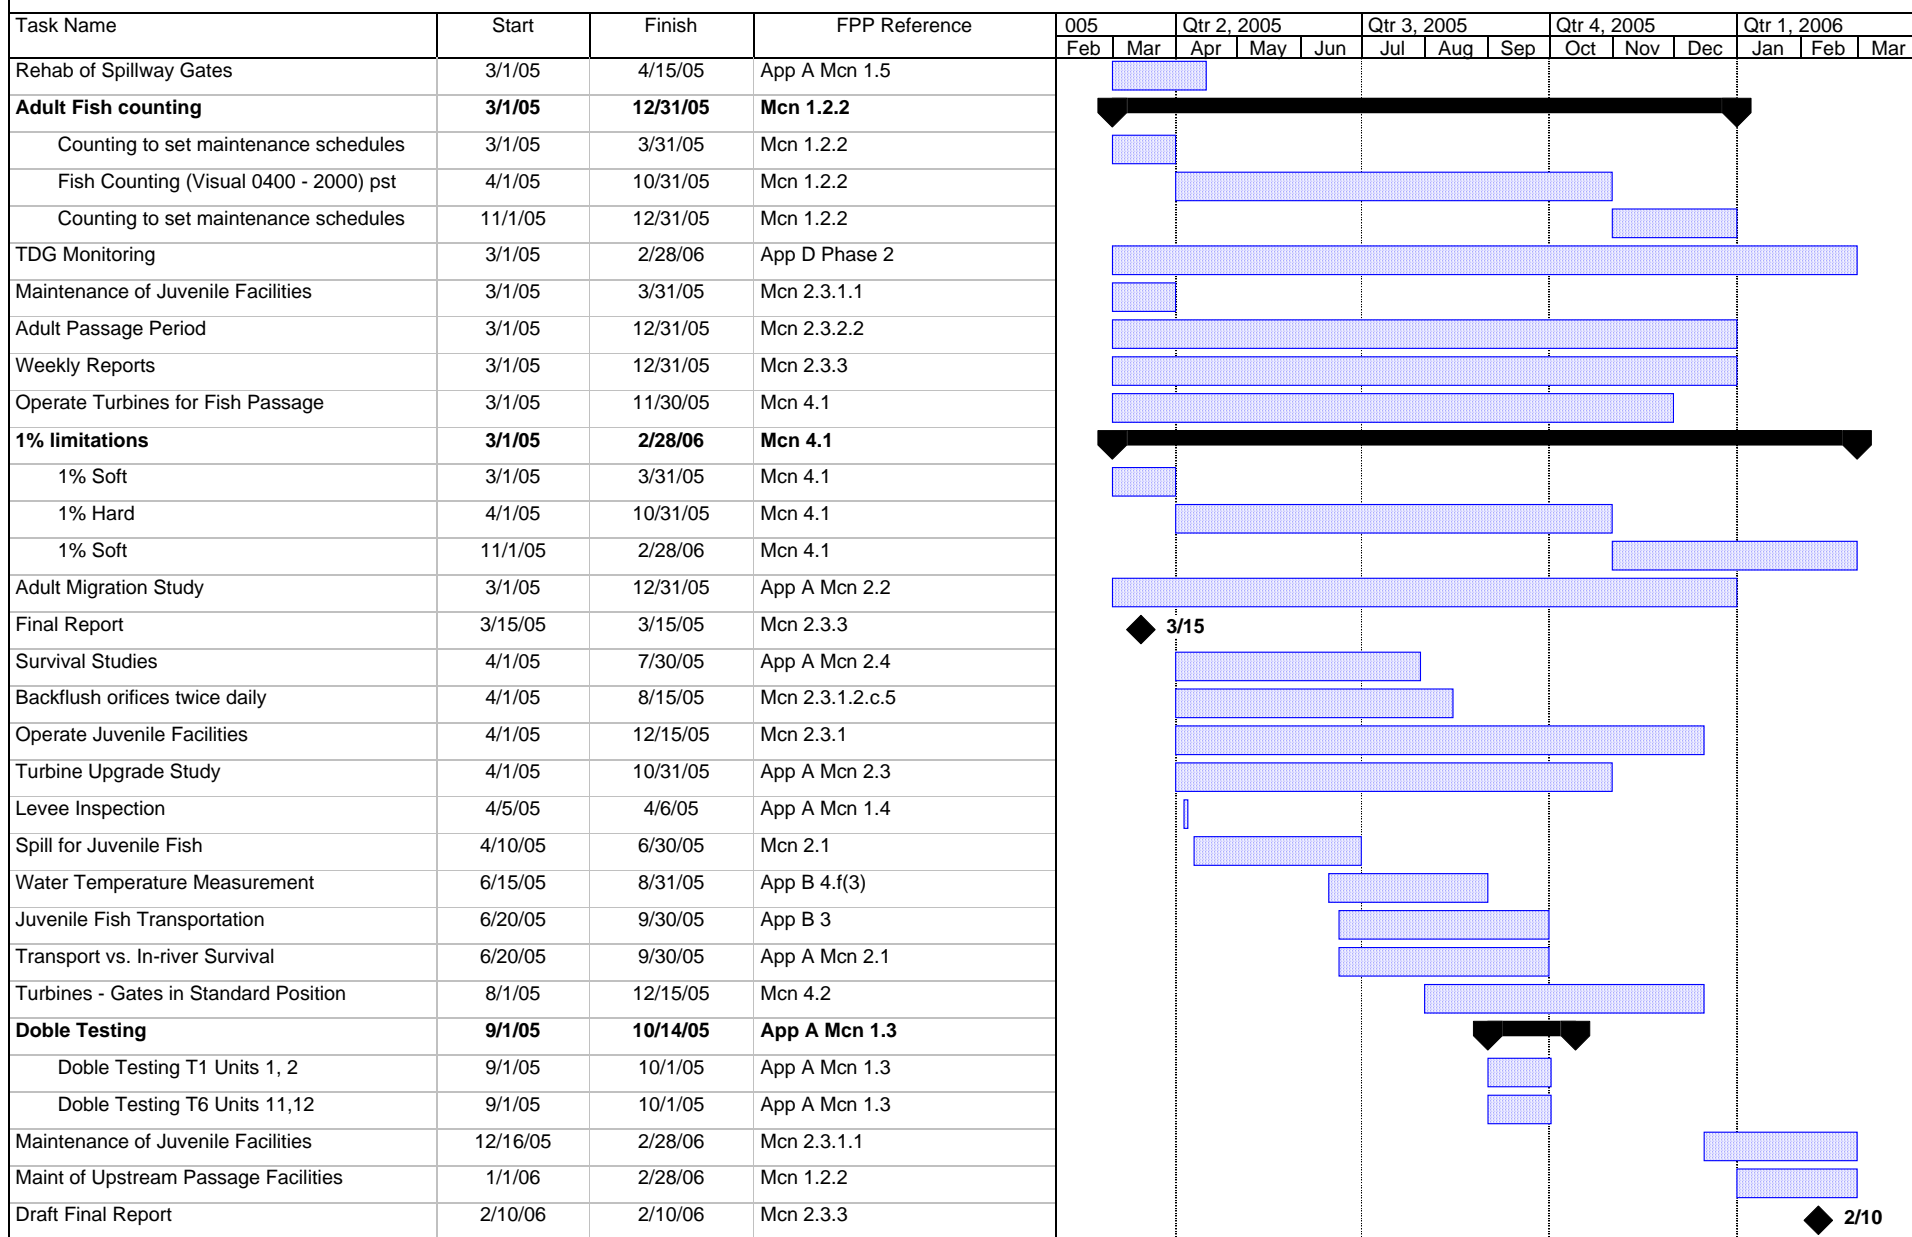 Task Name Start Finish FPP Reference 005 Qtr 2, 2005 Qtr 3, 2005 Qtr 4, 2005 Qtr 1, 2006
Feb Mar Apr May Jun Jul Aug Sep Oct Nov Dec Jan Feb Mar
Rehab of Spillway Gates 3/1/05 4/15/05 App A Mcn 1.5
Adult Fish counting 3/1/05 12/31/05 Mcn 1.2.2
Counting to set maintenance schedules 3/1/05 3/31/05 Mcn 1.2.2
Fish Counting (Visual 0400 - 2000) pst 4/1/05 10/31/05 Mcn 1.2.2
Counting to set maintenance schedules 11/1/05 12/31/05 Mcn 1.2.2
TDG Monitoring 3/1/05 2/28/06 App D Phase 2
Maintenance of Juvenile Facilities 3/1/05 3/31/05 Mcn 2.3.1.1
Adult Passage Period 3/1/05 12/31/05 Mcn 2.3.2.2
Weekly Reports 3/1/05 12/31/05 Mcn 2.3.3
Operate Turbines for Fish Passage 3/1/05 11/30/05 Mcn 4.1
1% limitations 3/1/05 2/28/06 Mcn 4.1
1% Soft 3/1/05 3/31/05 Mcn 4.1
1% Hard 4/1/05 10/31/05 Mcn 4.1
1% Soft 11/1/05 2/28/06 Mcn 4.1
Adult Migration Study 3/1/05 12/31/05 App A Mcn 2.2
Final Report 3/15/05 3/15/05 Mcn 2.3.3 3/15
Survival Studies 4/1/05 7/30/05 App A Mcn 2.4
Backflush orifices twice daily 4/1/05 8/15/05 Mcn 2.3.1.2.c.5
Operate Juvenile Facilities 4/1/05 12/15/05 Mcn 2.3.1
Turbine Upgrade Study 4/1/05 10/31/05 App A Mcn 2.3
Levee Inspection 4/5/05 4/6/05 App A Mcn 1.4
Spill for Juvenile Fish 4/10/05 6/30/05 Mcn 2.1
Water Temperature Measurement 6/15/05 8/31/05 App B 4.f(3)
Juvenile Fish Transportation 6/20/05 9/30/05 App B 3
Transport vs. In-river Survival 6/20/05 9/30/05 App A Mcn 2.1
Turbines - Gates in Standard Position 8/1/05 12/15/05 Mcn 4.2
Doble Testing 9/1/05 10/14/05 App A Mcn 1.3
Doble Testing T1 Units 1, 2 9/1/05 10/1/05 App A Mcn 1.3
Doble Testing T6 Units 11,12 9/1/05 10/1/05 App A Mcn 1.3
Maintenance of Juvenile Facilities 12/16/05 2/28/06 Mcn 2.3.1.1
Maint of Upstream Passage Facilities 1/1/06 2/28/06 Mcn 1.2.2
Draft Final Report 2/10/06 2/10/06 Mcn 2.3.3 2/10